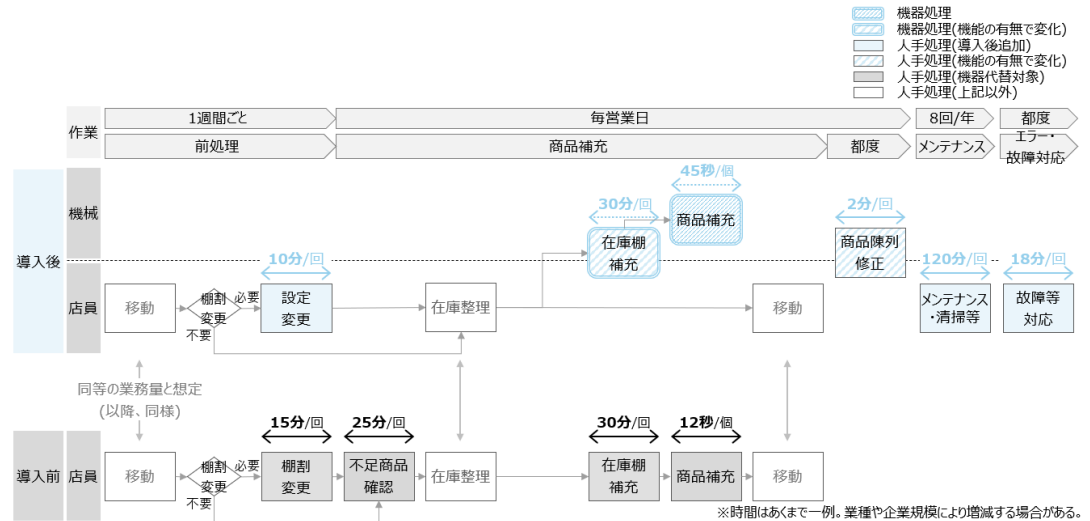 機器処理
機器処理(機能の有無で変化)
人手処理(導入後追加)
人手処理(機能の有無で変化)
人手処理(機器代替対象)
人手処理(上記以外)
作業
1週間ごと
毎営業日
8回/年
都度
前処理
商品補充
都度
メンテナンス
エラー・
故障対応
導入後
機械
45秒/個
商品補充
30分/回
在庫棚
補充
2分/回
商品陳列
修正
店員
移動
棚割
変更
必要
不要
10分/回
設定
変更
在庫整理
移動
120分/回
メンテナンス
・清掃等
18分/回
故障等
対応
同等の業務量と想定
(以降、同様)
導入前
店員
移動
棚割
変更
必要
不要
15分/回
棚割
変更
25分/回
不足商品
確認
在庫整理
30分/回
在庫棚
補充
12秒/個
商品補充
移動
※時間はあくまで一例。業種や企業規模により増減する場合がある。